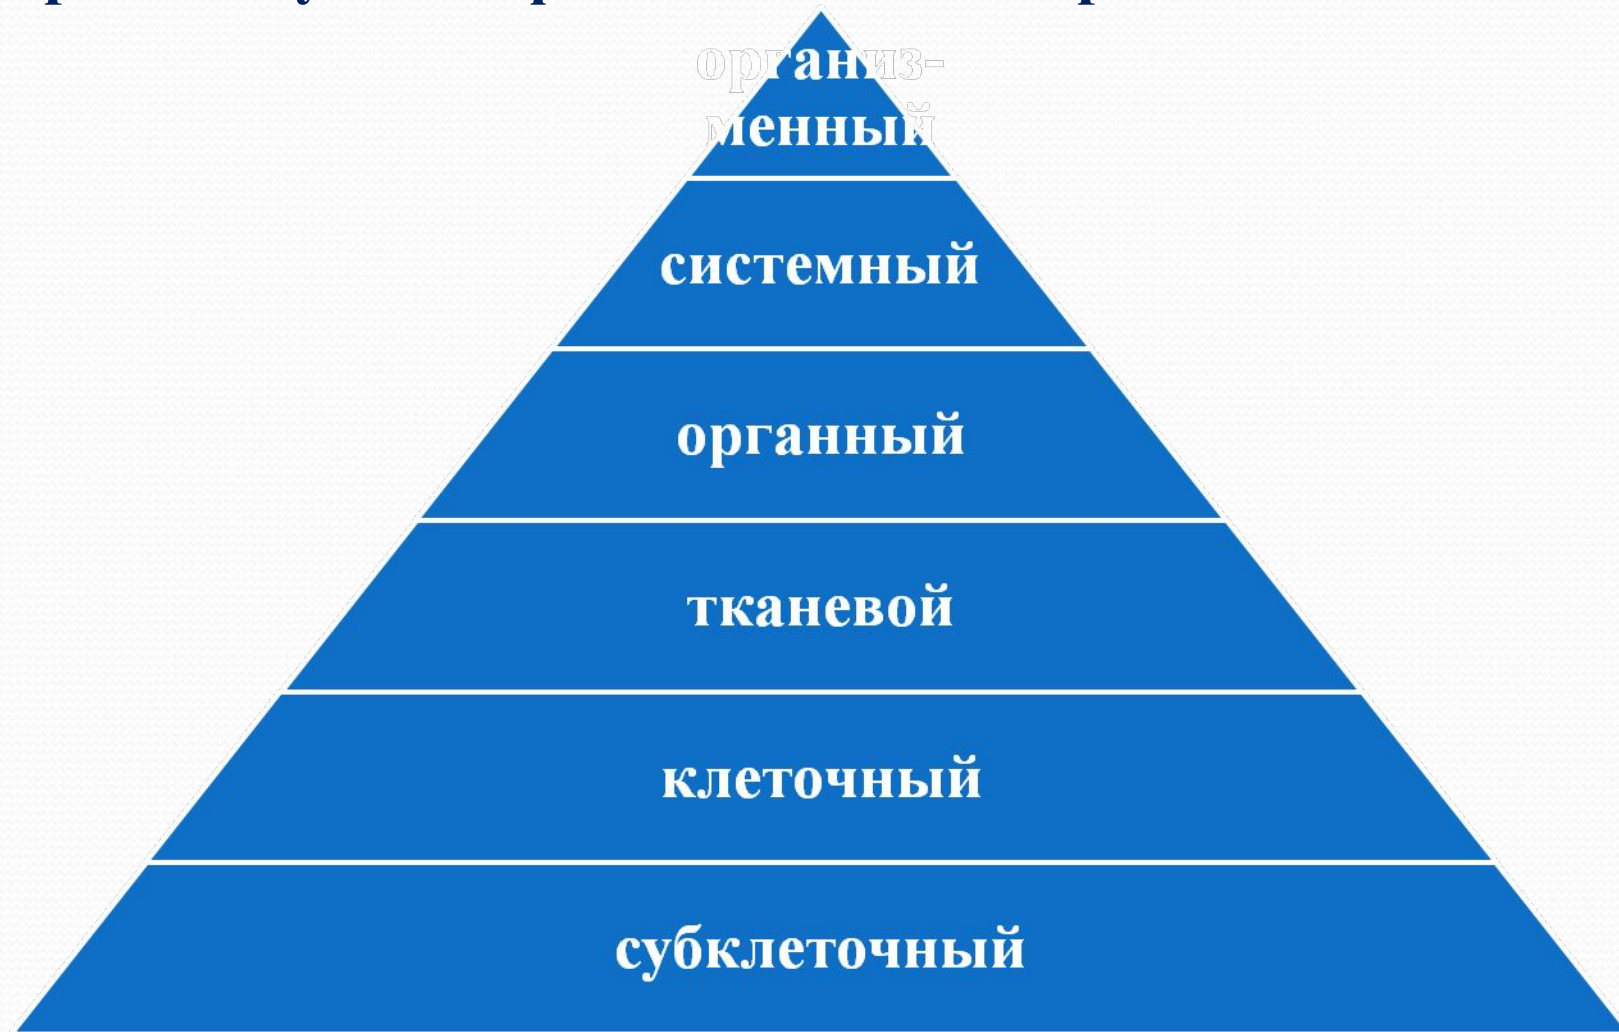 организ-
менный
системный
органный
тканевой
клеточный
субклеточный